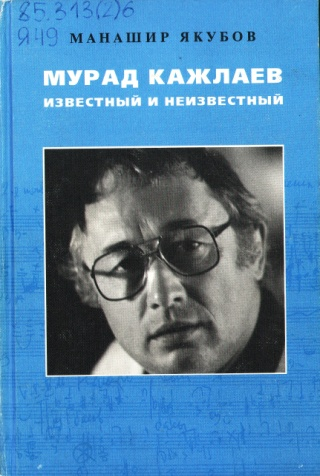 85.313(2)6
Я49
МАНАШИР ЯКУБОВ
МУРАД КАЖЛАЕВ
ИЗВЕСТНЫЙ И НЕИЗВЕСТНЫЙ